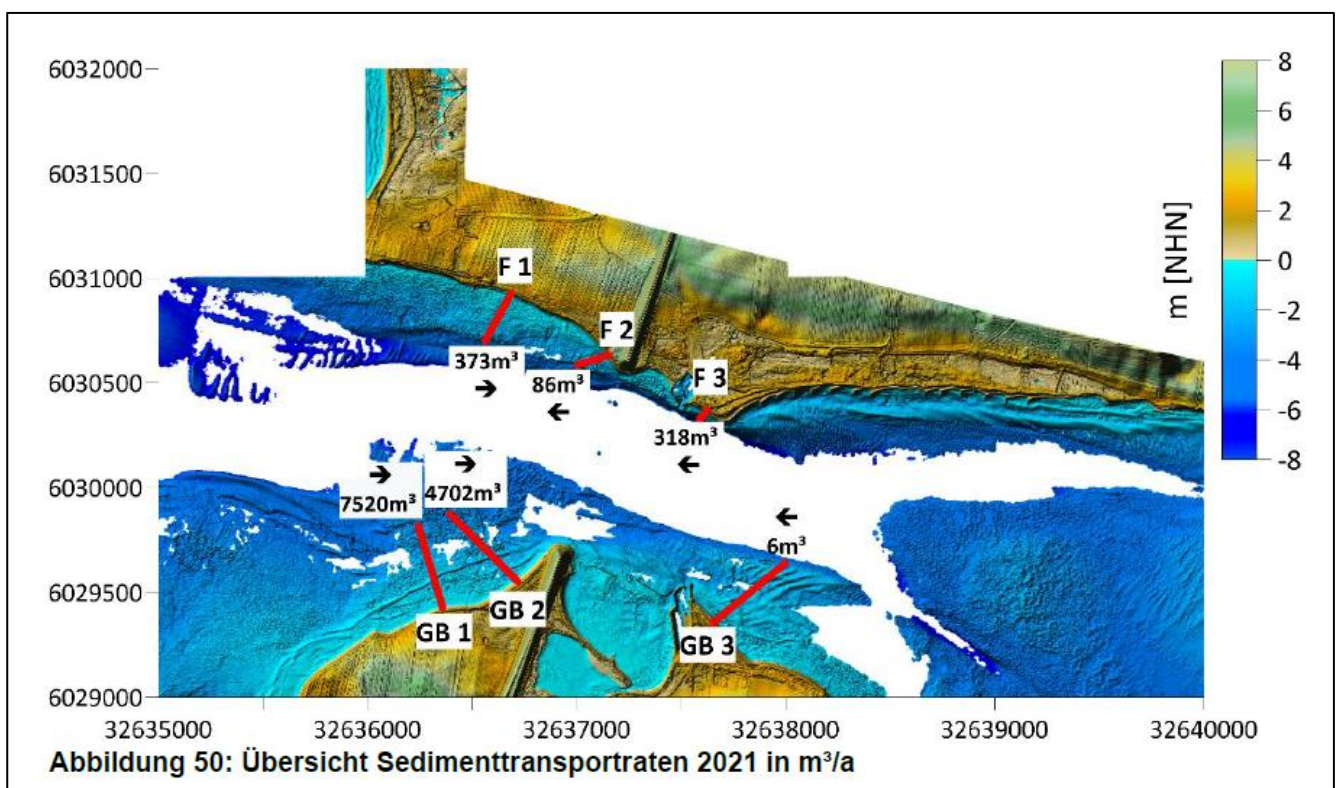 6032000
6031500
6031000
6030500
6030000
6029500
6029000
F 1
F 2
F 3
373m³
86m³
318m³
7520m³
4702m³
6m³
GB 1
GB 2
GB 3
8
6
4
2
0
-2
-4
-6
-8
m [NHN]
32635000 32636000 32637000 32638000 32639000 32640000
Abbildung 50: Übersicht Sedimenttransportraten 2021 in m³/a